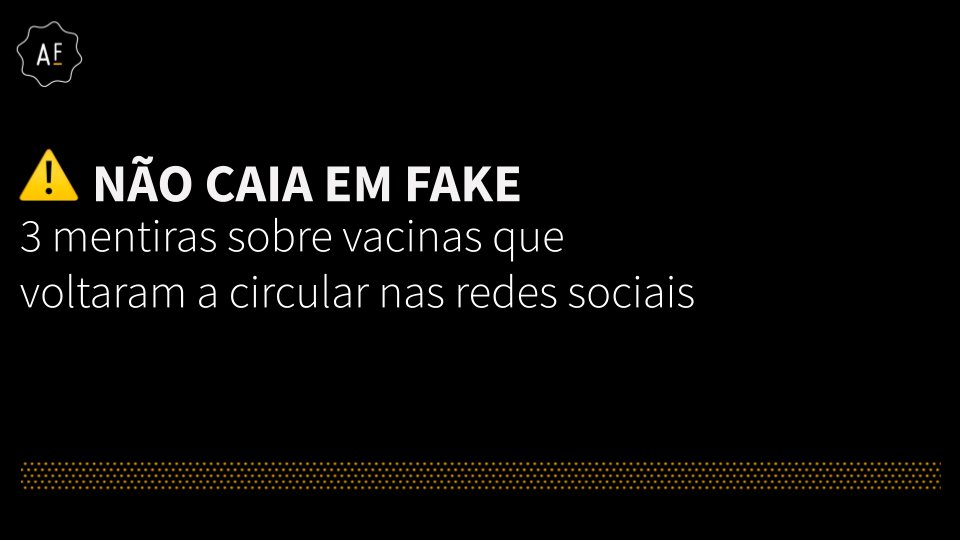 AF
⚠️ NÃO CAIA EM FAKE
3 mentiras sobre vacinas que
voltaram a circular nas redes sociais